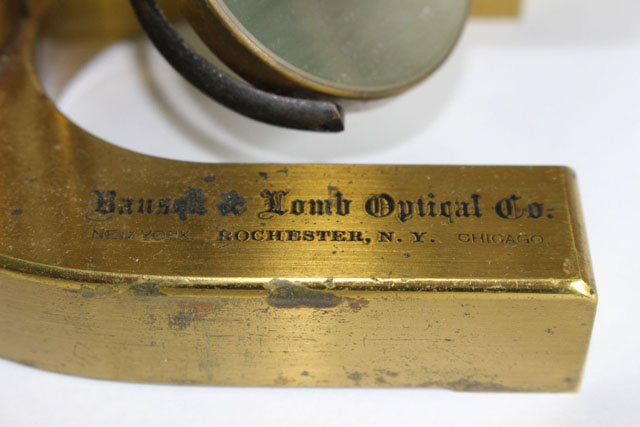 Bausch & Lomb Optical Co.
NEW YORK ROCHESTER, N. Y. CHICAGO